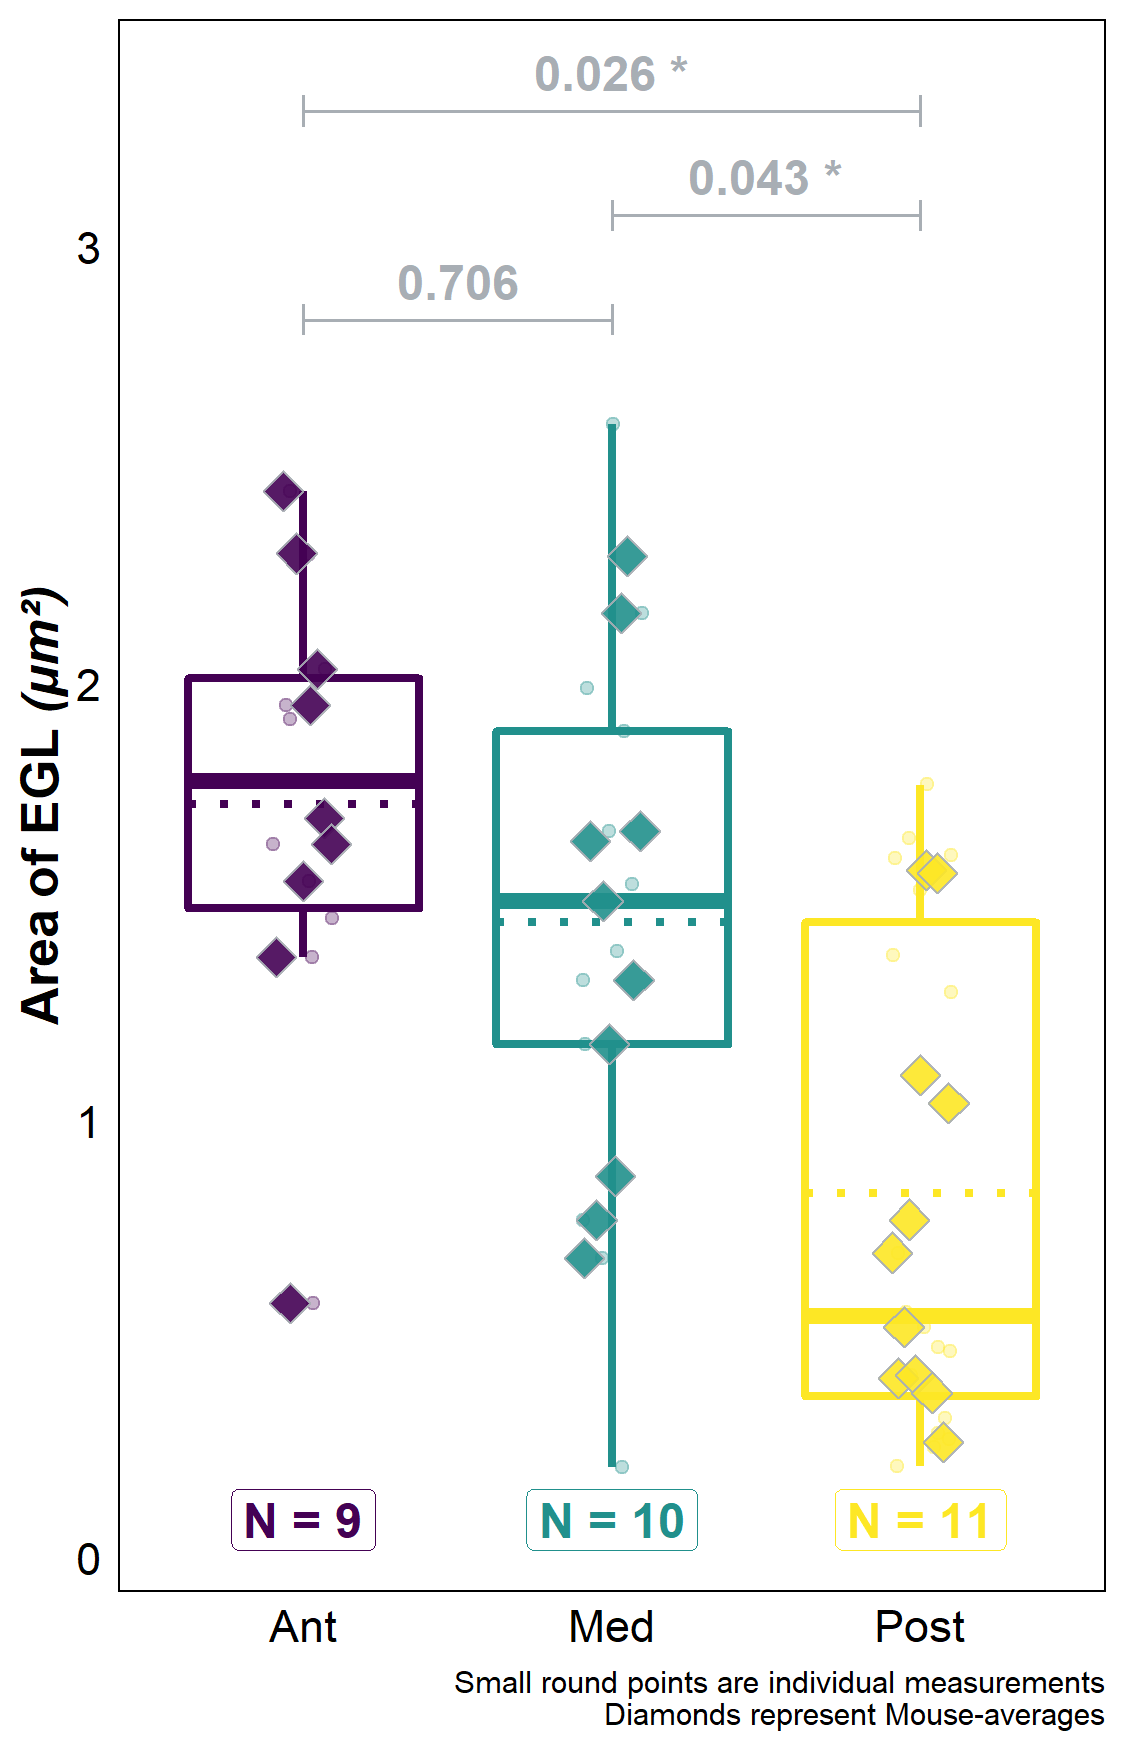 0.026 *
0.043 *
0.706
3
2
1
0
Area of EGL (µm²)
N = 9
N = 10
N = 11
Ant
Med
Post
Small round points are individual measurements
Diamonds represent Mouse-averages